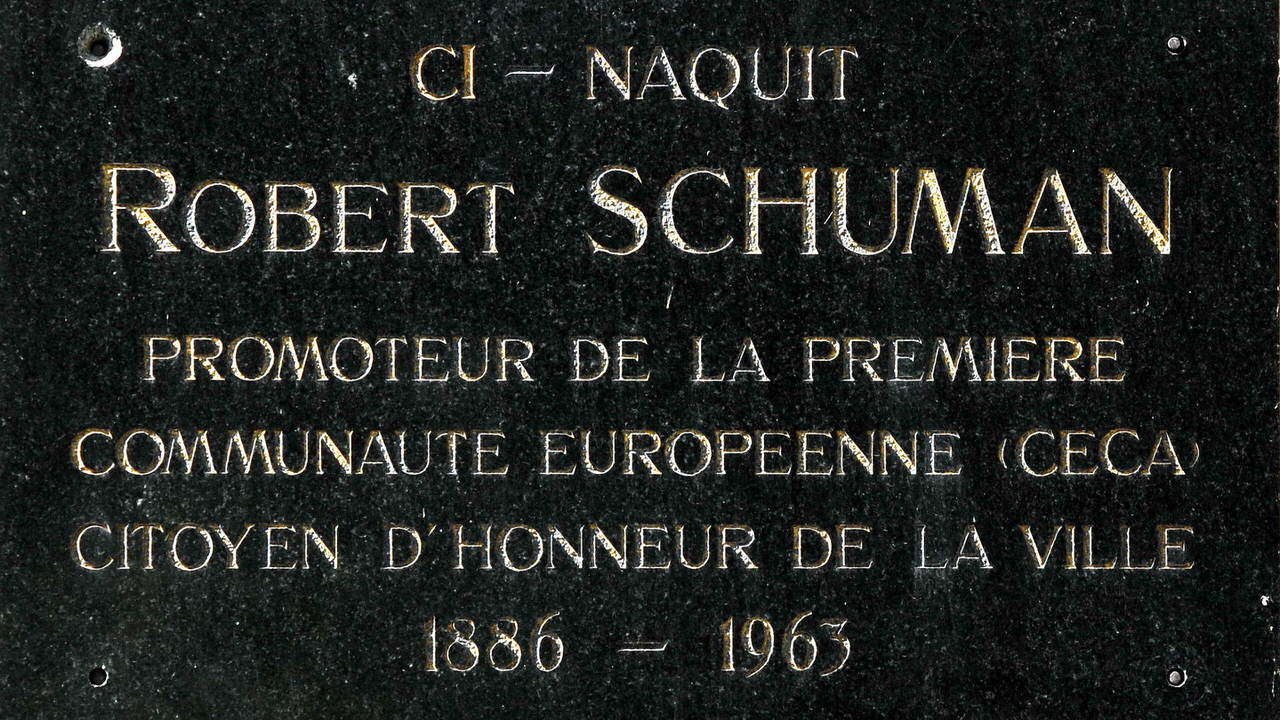 CI – NAQUIT
ROBERT SCHUMAN
PROMOTEUR DE LA PREMIERE
COMMUNAUTE EUROPEENNE (CECA)
CITOYEN D'HONNEUR DE LA VILLE
1886 – 1963